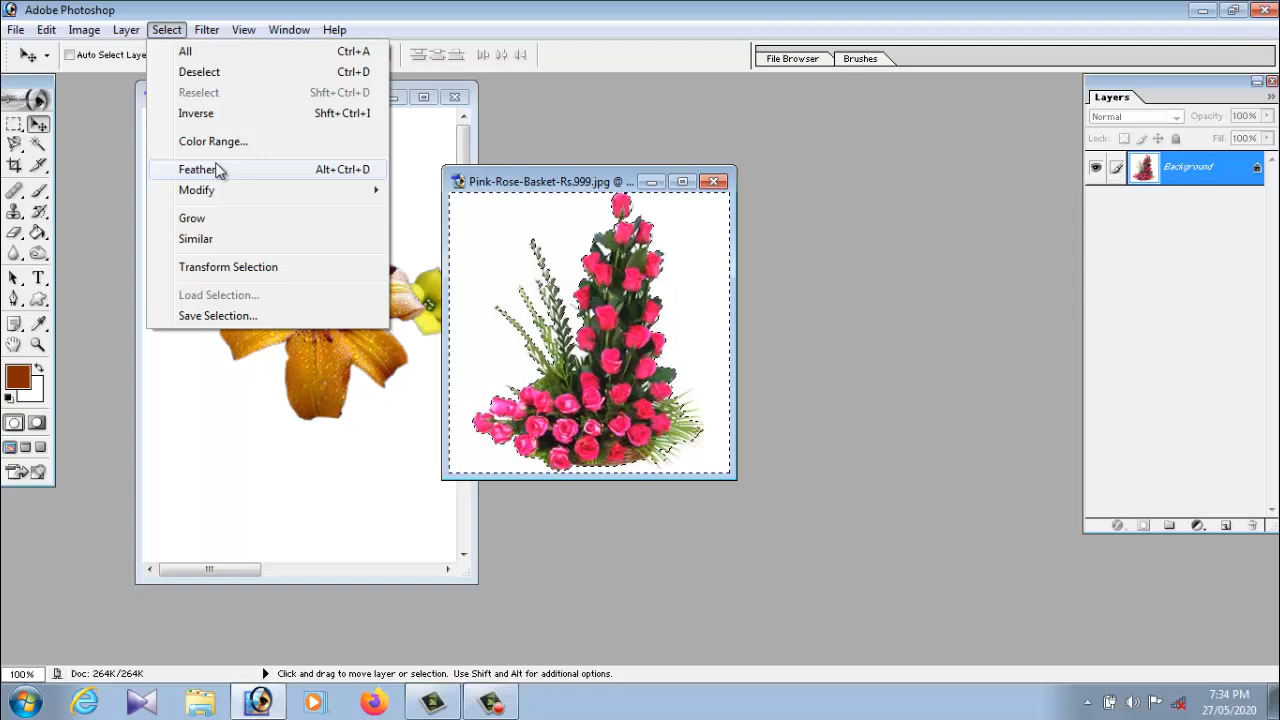 Adobe Photoshop
File Edit Image Layer Select Filter View Window Help
Auto Select Laye
File Browser Brushes
All Ctrl+A
Deselect Ctrl+D
Reselect Shft+Ctrl+D
Inverse Shft+Ctrl+I
Color Range...
Feather Alt+Ctrl+D
Modify
Grow
Similar
Transform Selection
Load Selection...
Save Selection...
Pink-Rose-Basket-Rs.999.jpg @ ...
Layers
Normal Opacity: 100%
Lock: Fill: 100%
Background
100% Doc: 264K/264K Click and drag to move layer or selection. Use Shift and Alt for additional options.
7:34 PM
27/05/2020